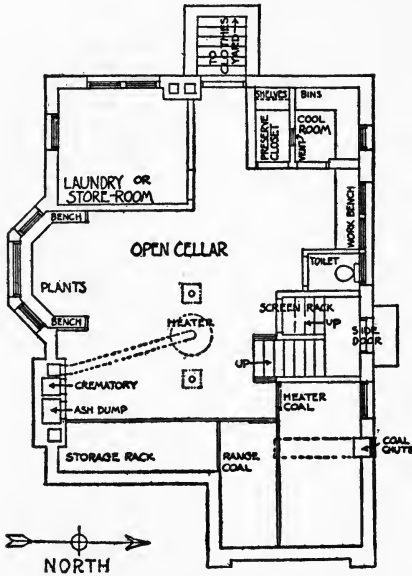 TO CLOTHES
YARD
SHELVES
BINS
PRESERVE
CLOSET
COOL
ROOM
VENT
LAUNDRY OR
STORE-ROOM
BENCH
WORK BENCH
OPEN CELLAR
TOILET
PLANTS
SCREEN RACK
UP
BENCH
HEATER
SIDE
DOOR
UP
CREMATORY
HEATER
COAL
ASH DUMP
COAL
CHUTE
STORAGE RACK
RANGE
COAL
NORTH